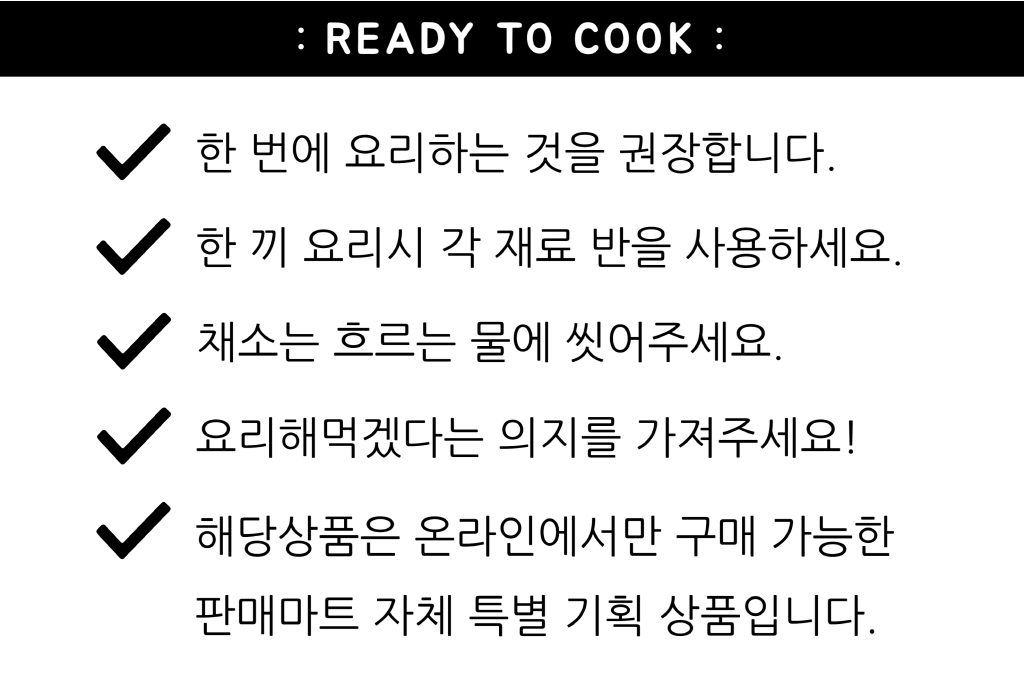 : READY TO COOK :
한 번에 요리하는 것을 권장합니다.
한 끼 요리시 각 재료 반을 사용하세요.
채소는 흐르는 물에 씻어주세요.
요리해먹겠다는 의지를 가져주세요!
해당상품은 온라인에서만 구매 가능한
판매마트 자체 특별 기획 상품입니다.